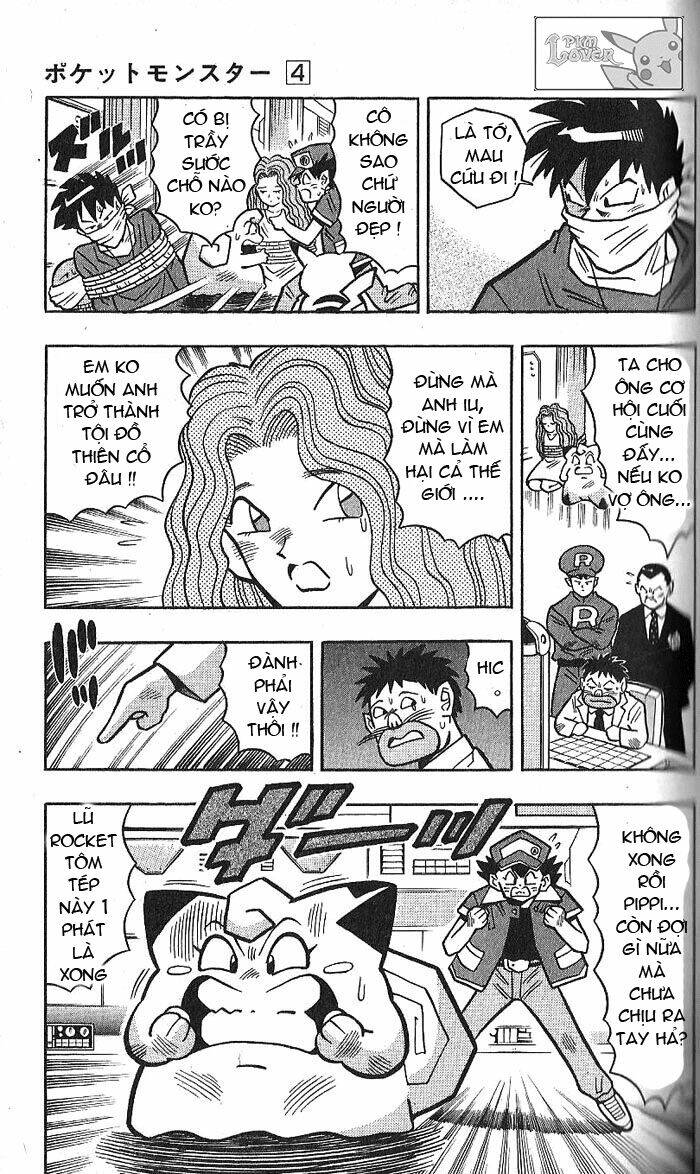 PKM
LOVER
ポケットモンスター 4
LÀ TỚ,
MAU
CỨU ĐI !
CÔ
KHÔNG
SAO
CHỨ
NGƯỜI
ĐẸP !
CÓ BỊ
TRẦY
SƯỚC
CHỖ NÀO
KO?
TA CHO
ÔNG CƠ
HỘI CUỐI
CÙNG
ĐẤY...
NẾU KO
VỢ ÔNG...
R
R
ĐỪNG MÀ
ANH IU,
ĐỪNG VÌ EM
MÀ LÀM
HẠI CẢ THẾ
GIỚI ....
EM KO
MUỐN ANH
TRỞ THÀNH
TỘI ĐỒ
THIÊN CỔ
ĐÂU !!
HIC
ĐÀNH
PHẢI
VẬY
THÔI !!
ダーッ
KHÔNG
XONG
RỒI
PIPPI...
CÒN ĐỢI
GÌ NỮA
MÀ
CHƯA
CHỊU RA
TAY HẢ?
LŨ
ROCKET
TÔM
TÉP
NÀY 1
PHÁT
LÀ
XONG